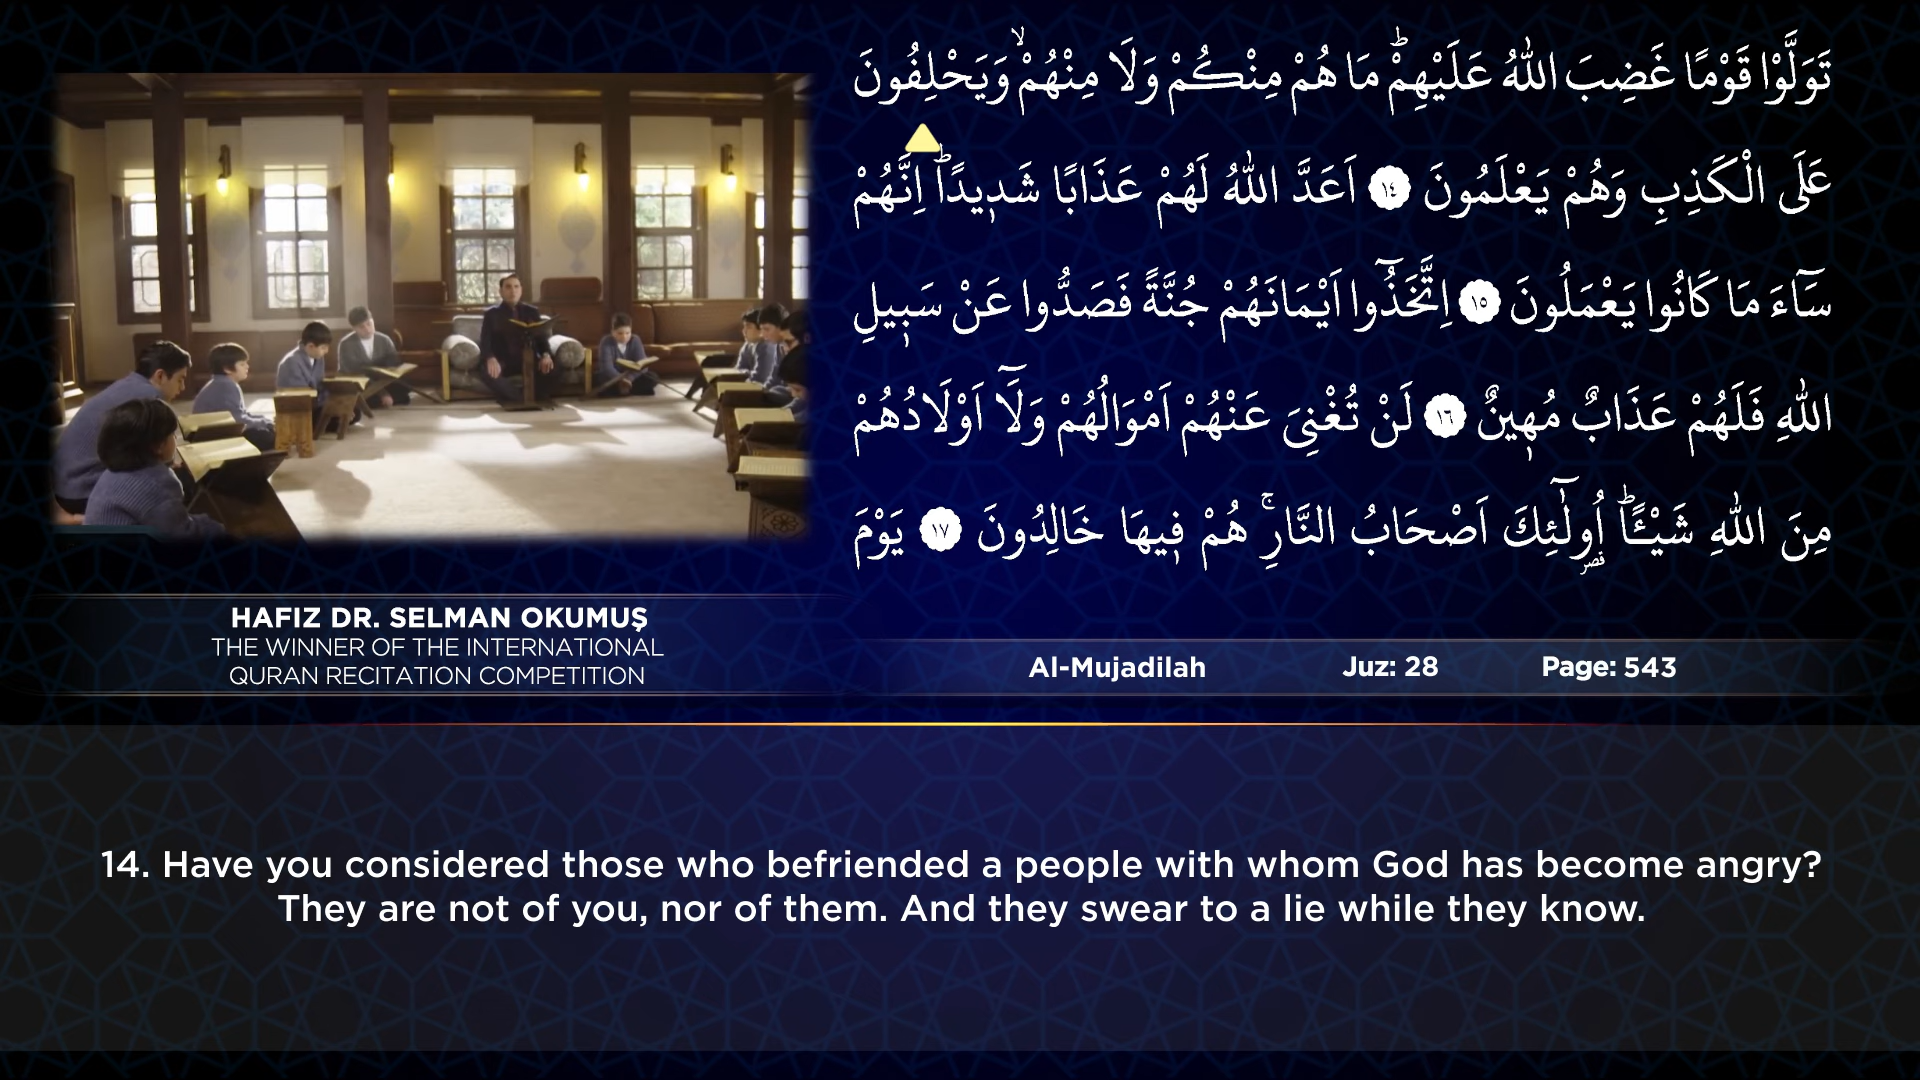 تَوَلَّوْا قَوْمًا غَضِبَ اللّٰهُ عَلَيْهِمْؕ مَا هُمْ مِنْكُمْ وَلَا مِنْهُمْۙ وَيَحْلِفُونَ
عَلَى الْكَذِبِ وَهُمْ يَعْلَمُونَ ﴿١٤﴾ اَعَدَّ اللّٰهُ لَهُمْ عَذَابًا شَد۪يدًاؕ اِنَّهُمْ
سَٓاءَ مَا كَانُوا يَعْمَلُونَ ﴿١٥﴾ اِتَّخَذُٓوا اَيْمَانَهُمْ جُنَّةً فَصَدُّوا عَنْ سَب۪يلِ
اللّٰهِ فَلَهُمْ عَذَابٌ مُه۪ينٌ ﴿١٦﴾ لَنْ تُغْنِيَ عَنْهُمْ اَمْوَالُهُمْ وَلَٓا اَوْلَادُهُمْ
مِنَ اللّٰهِ شَيْـًٔاؕ اُو۬لٰٓئِكَ اَصْحَابُ النَّارِۚ هُمْ ف۪يهَا خَالِدُونَ ﴿١٧﴾ يَوْمَ
HAFIZ DR. SELMAN OKUMUŞ
THE WINNER OF THE INTERNATIONAL
QURAN RECITATION COMPETITION
Al-Mujadilah Juz: 28 Page: 543
14. Have you considered those who befriended a people with whom God has become angry?
They are not of you, nor of them. And they swear to a lie while they know.